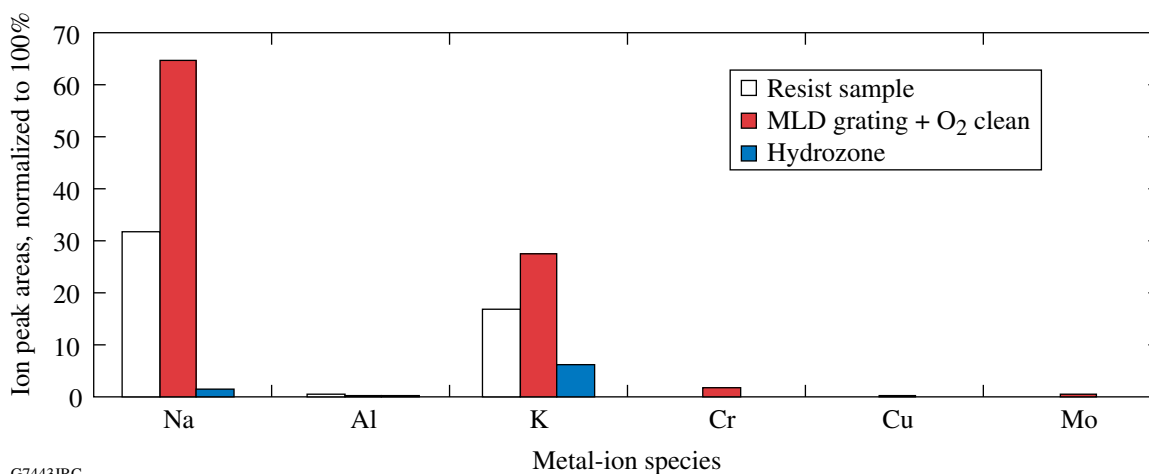 Ion peak areas, normalized to 100%
70
60
50
40
30
20
10
0
Resist sample
MLD grating + O2 clean
Hydrozone
Na Al K Cr Cu Mo
Metal-ion species
G7443JRC